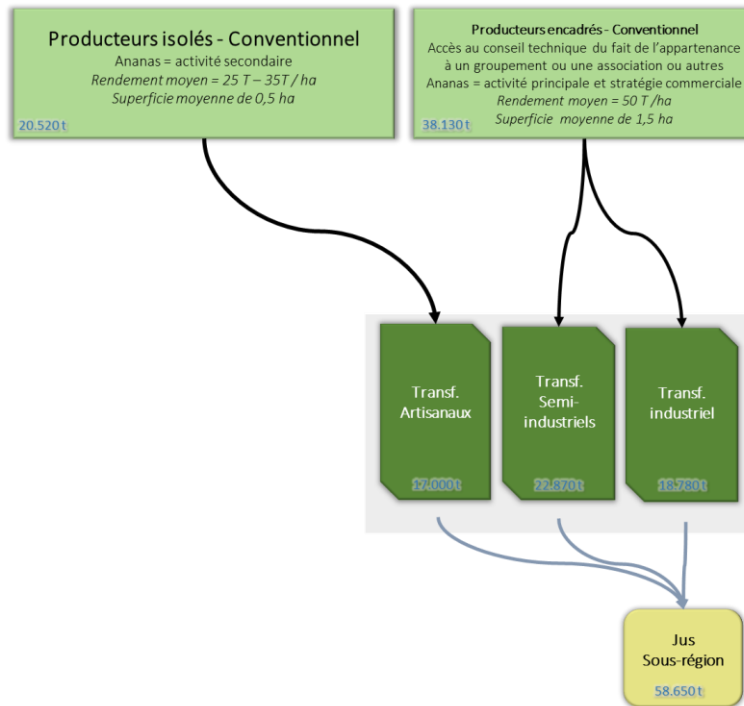 Producteurs isolés - Conventionnel
Ananas = activité secondaire
Rendement moyen = 25 T – 35T / ha
Superficie moyenne de 0,5 ha
20.520 t
Producteurs encadrés - Conventionnel
Accès au conseil technique du fait de l’appartenance
à un groupement ou une association ou autres
Ananas = activité principale et stratégie commerciale
Rendement moyen = 50 T /ha
Superficie moyenne de 1,5 ha
38.130 t
Transf.
Artisanaux
17.000 t
Transf.
Semi-
industriels
22.870 t
Transf.
industriel
18.780 t
Jus
Sous-région
58.650 t